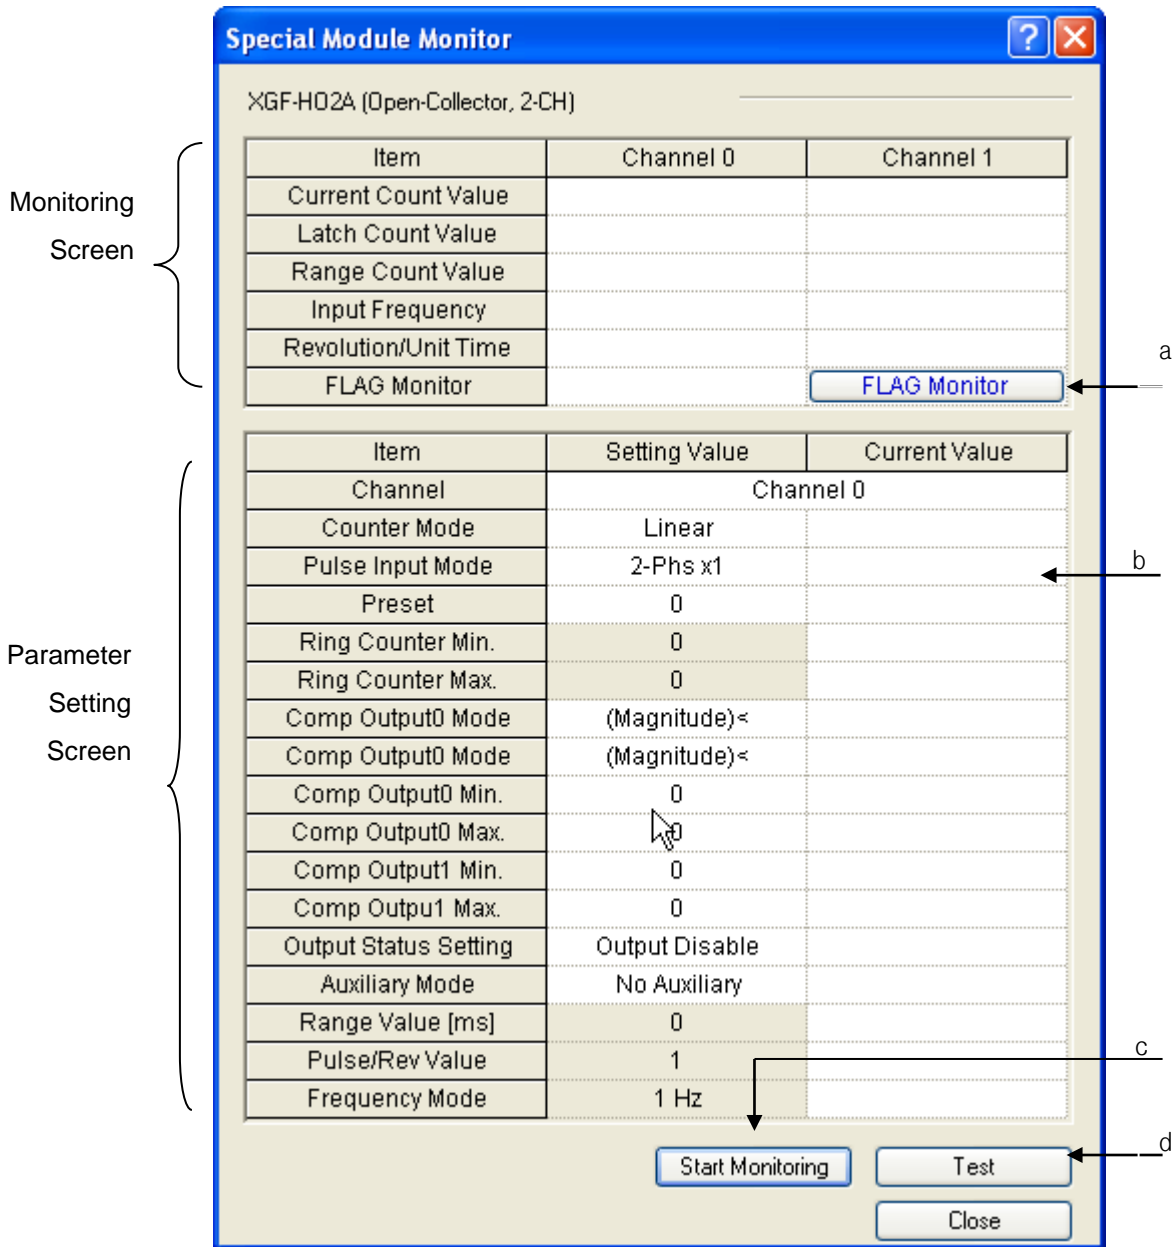 Special Module Monitor
XGF-HO2A (Open-Collector, 2-CH)
Monitoring
Screen
Item Channel 0 Channel 1
Current Count Value
Latch Count Value
Range Count Value
Input Frequency
Revolution/Unit Time
FLAG Monitor FLAG Monitor
a
Parameter
Setting
Screen
Item Setting Value Current Value
Channel Channel 0
Counter Mode Linear
Pulse Input Mode 2-Phs x1
b
Preset 0
Ring Counter Min. 0
Ring Counter Max. 0
Comp Output0 Mode (Magnitude)<
Comp Output0 Mode (Magnitude)<
Comp Output0 Min. 0
Comp Output0 Max. 0
Comp Output1 Min. 0
Comp Outpu1 Max. 0
Output Status Setting Output Disable
Auxiliary Mode No Auxiliary
Range Value [ms] 0
Pulse/Rev Value 1
c
Frequency Mode 1 Hz
Start Monitoring Test
d
Close